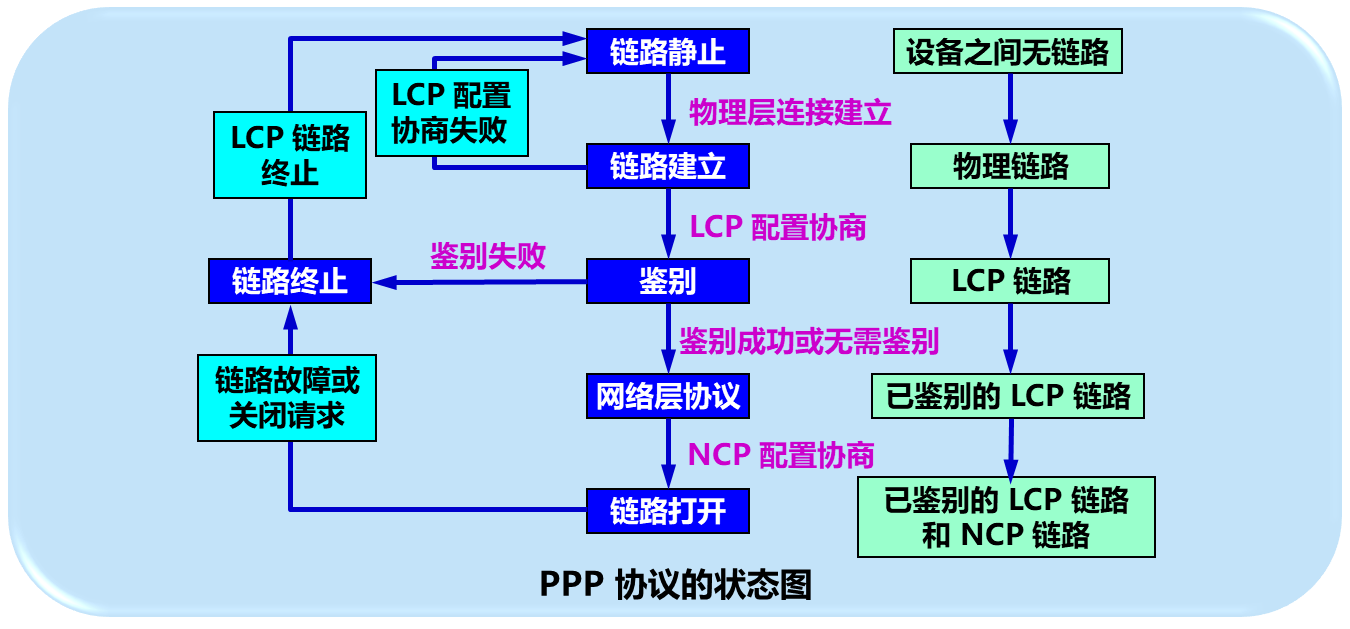 链路静止
设备之间无链路
LCP 配置
协商失败
物理层连接建立
LCP 链路
终止
链路建立
物理链路
LCP 配置协商
鉴别失败
链路终止
鉴别
LCP 链路
鉴别成功或无需鉴别
链路故障或
关闭请求
网络层协议
已鉴别的 LCP 链路
NCP 配置协商
链路打开
已鉴别的 LCP 链路
和 NCP 链路
PPP 协议的状态图